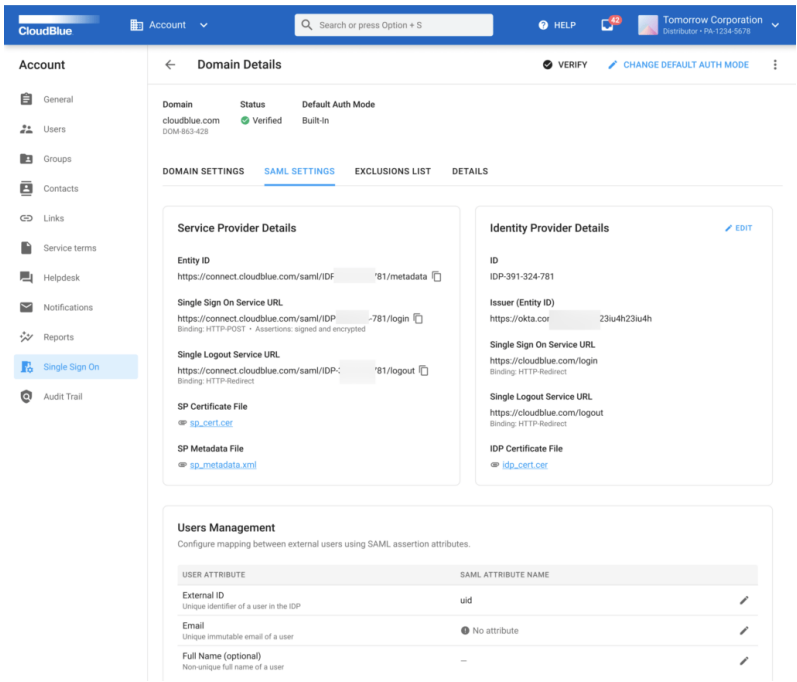 CloudBlue
Account
Search or press Option + S
HELP
42
Tomorrow Corporation
Distributor • PA-1234-5678
Account
General
Users
Groups
Contacts
Links
Service terms
Helpdesk
Notifications
Reports
Single Sign On
Audit Trail
Domain Details
VERIFY
CHANGE DEFAULT AUTH MODE
Domain Status Default Auth Mode
cloudblue.com Verified Built-In
DOM-863-428
DOMAIN SETTINGS SAML SETTINGS EXCLUSIONS LIST DETAILS
Service Provider Details
Entity ID
https://connect.cloudblue.com/saml/IDP '81/metadata
Single Sign On Service URL
https://connect.cloudblue.com/saml/IDP -781/login
Binding: HTTP-POST • Assertions: signed and encrypted
Single Logout Service URL
https://connect.cloudblue.com/saml/IDP- '81/logout
Binding: HTTP-Redirect
SP Certificate File
sp_cert.cer
SP Metadata File
sp_metadata.xml
Identity Provider Details
EDIT
ID
IDP-391-324-781
Issuer (Entity ID)
https://okta.com 23iu4h23iu4h
Single Sign On Service URL
https://cloudblue.com/login
Binding: HTTP-Redirect
Single Logout Service URL
https://cloudblue.com/logout
Binding: HTTP-Redirect
IDP Certificate File
idp_cert.cer
Users Management
Configure mapping between external users using SAML assertion attributes.
USER ATTRIBUTE SAML ATTRIBUTE NAME
External ID
Unique identifier of a user in the IDP
uid
Email
Unique immutable email of a user
No attribute
Full Name (optional)
Non-unique full name of a user
—